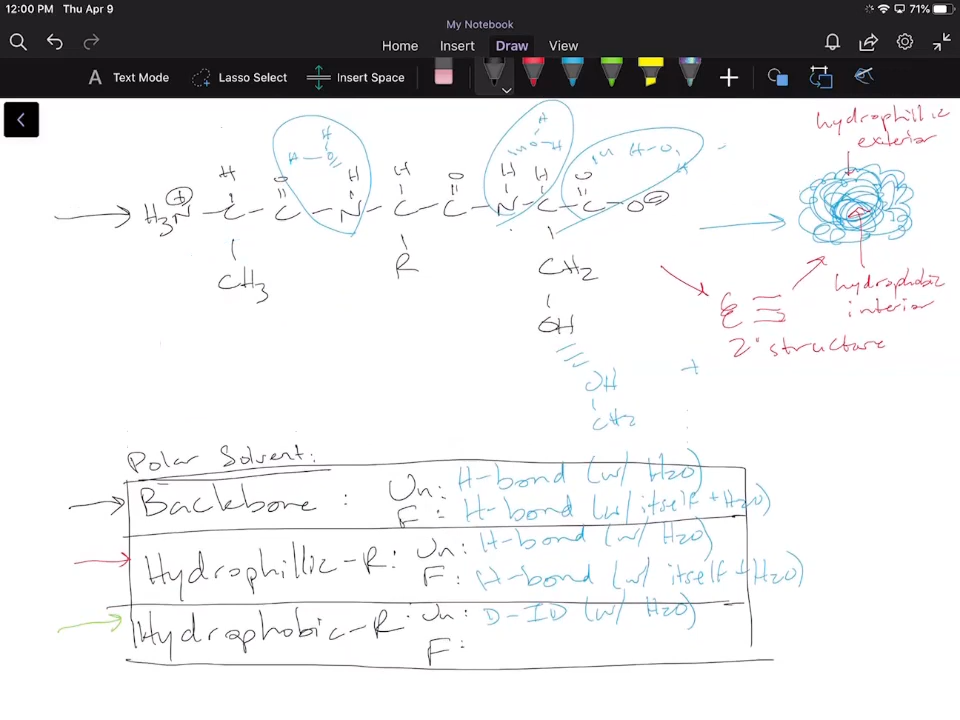 12:00 PM Thu Apr 9
71%
My Notebook
Home Insert Draw View
Text Mode Lasso Select Insert Space
hydrophillic
exterior
H
H-O
H
O-H
H-O
H
H O H H O H H O
H3N ⊕ - C - C - N - C - C - N - C - C - O ⊖
CH3 R CH2
OH
hydrophobic
interior
2° structure
+
OH
CH2
Polar Solvent:
Backbone : Un: H-bond (w/ H2O)
F: H-bond (w/ itself + H2O)
Hydrophillic-R: Un: H-bond (w/ H2O)
F: H-bond (w/ itself + H2O)
Hydrophobic-R: Un: D-ID (w/ H2O)
F: